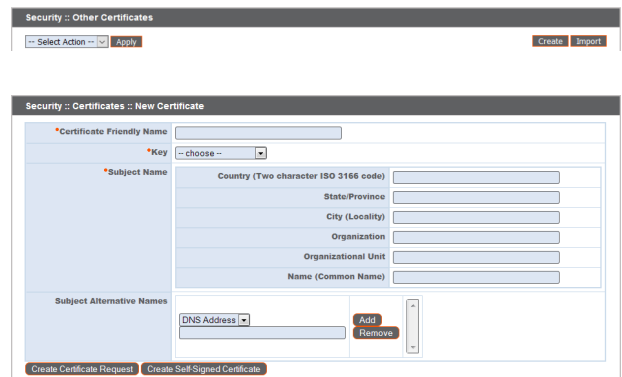 Security :: Other Certificates
-- Select Action -- Apply Create Import
Security :: Certificates :: New Certificate
*Certificate Friendly Name
*Key -- choose --
*Subject Name Country (Two character ISO 3166 code)
State/Province
City (Locality)
Organization
Organizational Unit
Name (Common Name)
Subject Alternative Names
DNS Address Add
Remove
Create Certificate Request Create Self-Signed Certificate